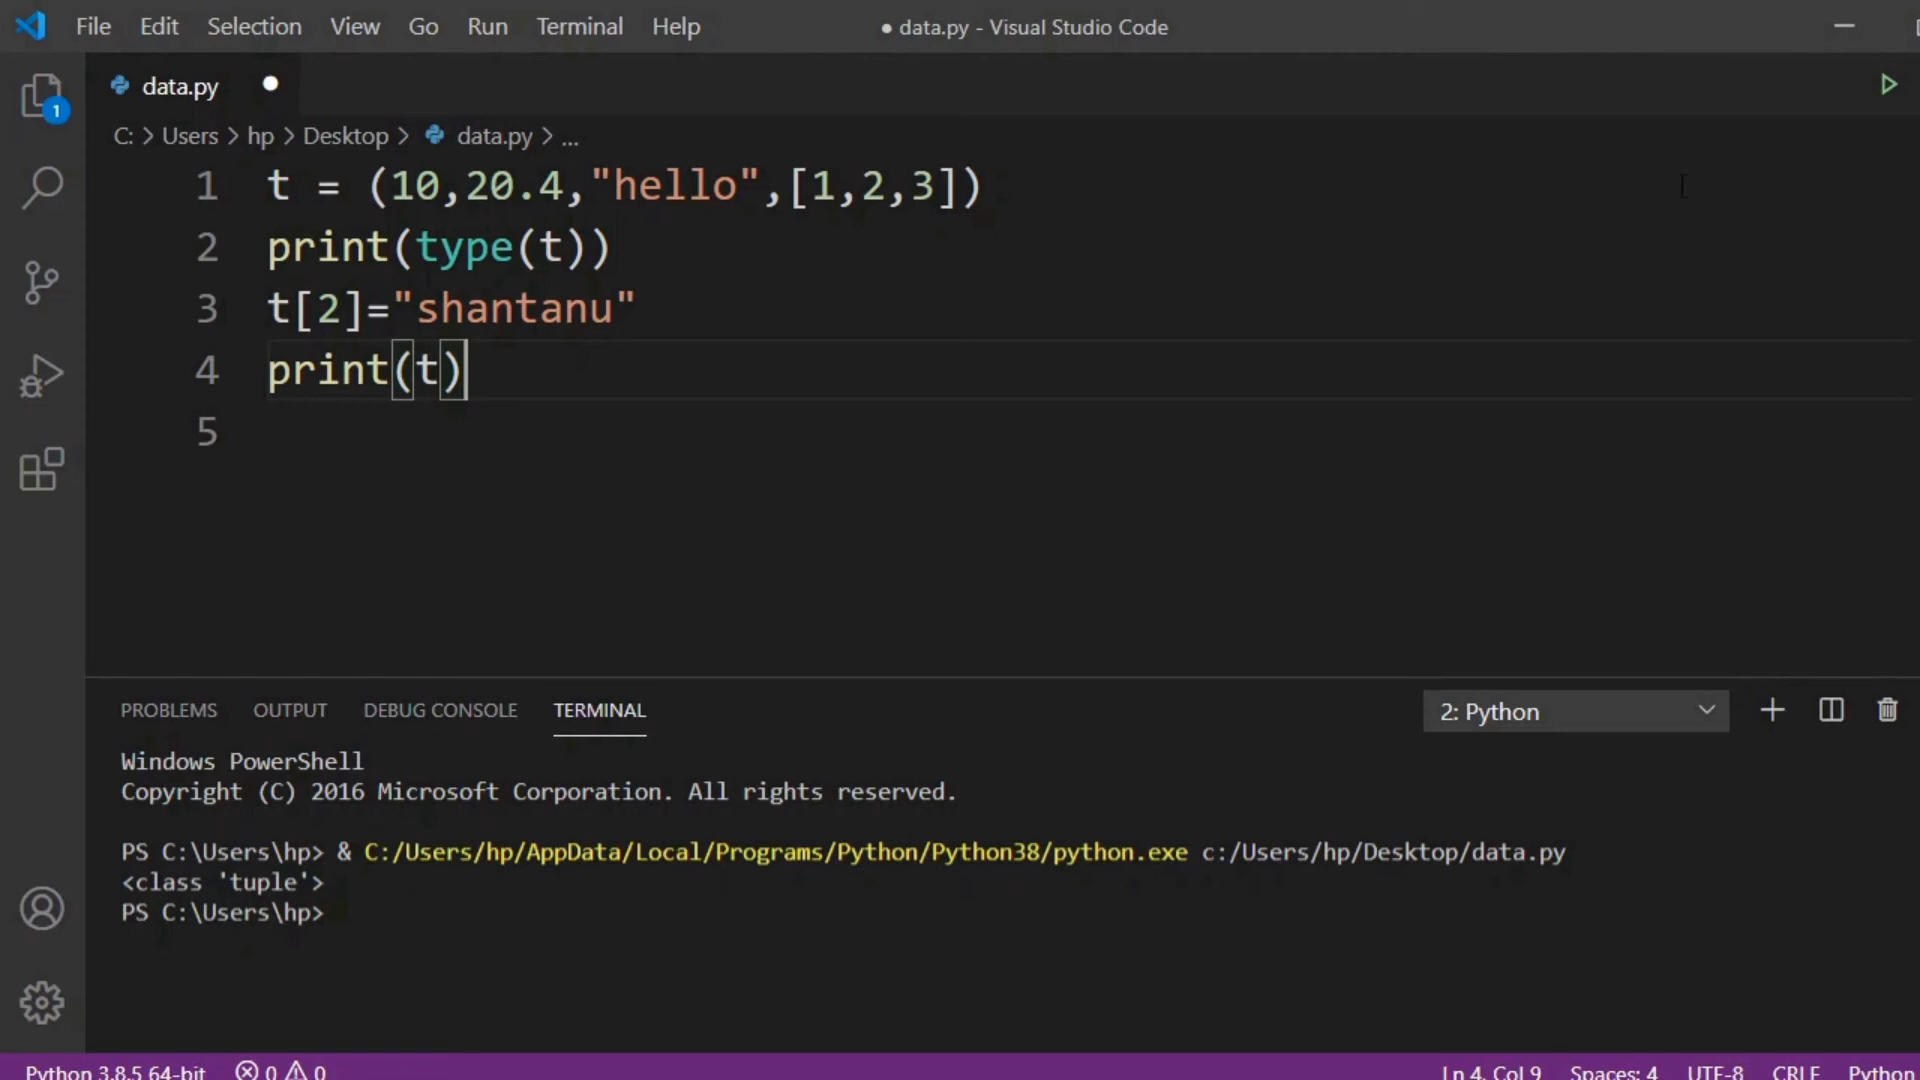 File Edit Selection View Go Run Terminal Help ● data.py - Visual Studio Code
data.py
1
C: > Users > hp > Desktop > data.py > ...
1 t = (10,20.4,"hello",[1,2,3])
2 print(type(t))
3 t[2]="shantanu"
4 print(t)
5
PROBLEMS OUTPUT DEBUG CONSOLE TERMINAL 2: Python
Windows PowerShell
Copyright (C) 2016 Microsoft Corporation. All rights reserved.
PS C:\Users\hp> & C:/Users/hp/AppData/Local/Programs/Python/Python38/python.exe c:/Users/hp/Desktop/data.py
<class 'tuple'>
PS C:\Users\hp>
Python 3.8.5 64-bit 0 0 Ln 4, Col 9 Spaces: 4 UTF-8 CRLF Python